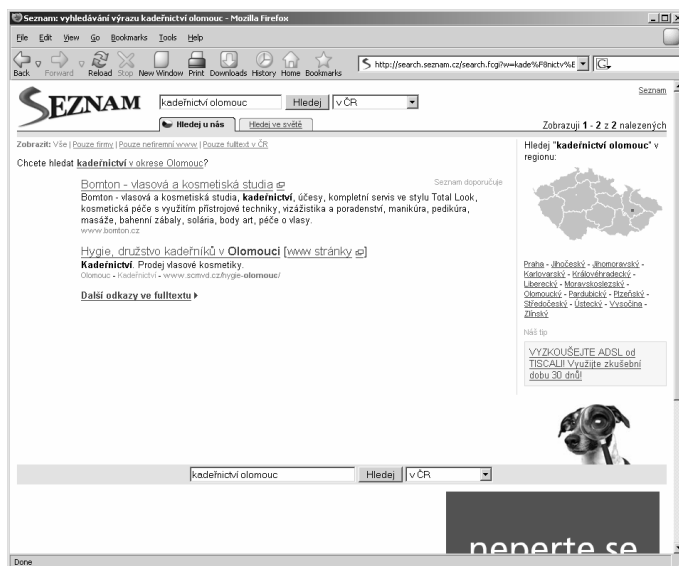 Seznam: vyhledávání výrazu kadeřnictví olomouc - Mozilla Firefox
File Edit View Go Bookmarks Tools Help
Back Forward Reload Stop New Window Print Downloads History Home Bookmarks
http://search.seznam.cz/search.fcgi?w=kade%F8nictv%E
Seznam
SEZNAM
kadeřnictví olomouc Hledej v ČR
Hledej u nás Hledej ve světě
Zobrazuji 1 - 2 z 2 nalezených
Zobrazit: Vše | Pouze firmy | Pouze nefiremní www | Pouze fulltext v ČR
Chcete hledat kadeřnictví v okrese Olomouc?
Bomton - vlasová a kosmetiská studia
Seznam doporučuje
Bomton - vlasová a kosmetiská studia, kadeřnictví, účesy, kompletní servis ve stylu Total Look,
kosmetická péče s využitím přístrojové techniky, vizážistika a poradenství, manikúra, pedikúra,
masáže, bahenní zábaly, solária, body art, péče o vlasy.
www.bomton.cz
Hygie, družstvo kadeřníků v Olomouci [www stránky]
Kadeřnictví. Prodej vlasové kosmetiky.
Olomouc - Kadeřnictví - www.scmvd.cz/hygie-olomouc/
Další odkazy ve fulltextu
Hledej "kadeřnictví olomouc" v
regionu:
Praha - Jihočeský - Jihomoravský -
Karlovarský - Královéhradecký -
Liberecký - Moravskoslezský -
Olomoucký - Pardubický - Plzeňský -
Středočeský - Ústecký - Vysočina -
Zlínský
Náš tip
VYZKOUŠEJTE ADSL od
TISCALI! Využijte zkušební
dobu 30 dnů!
kadeřnictví olomouc Hledej v ČR
neperte se
Done